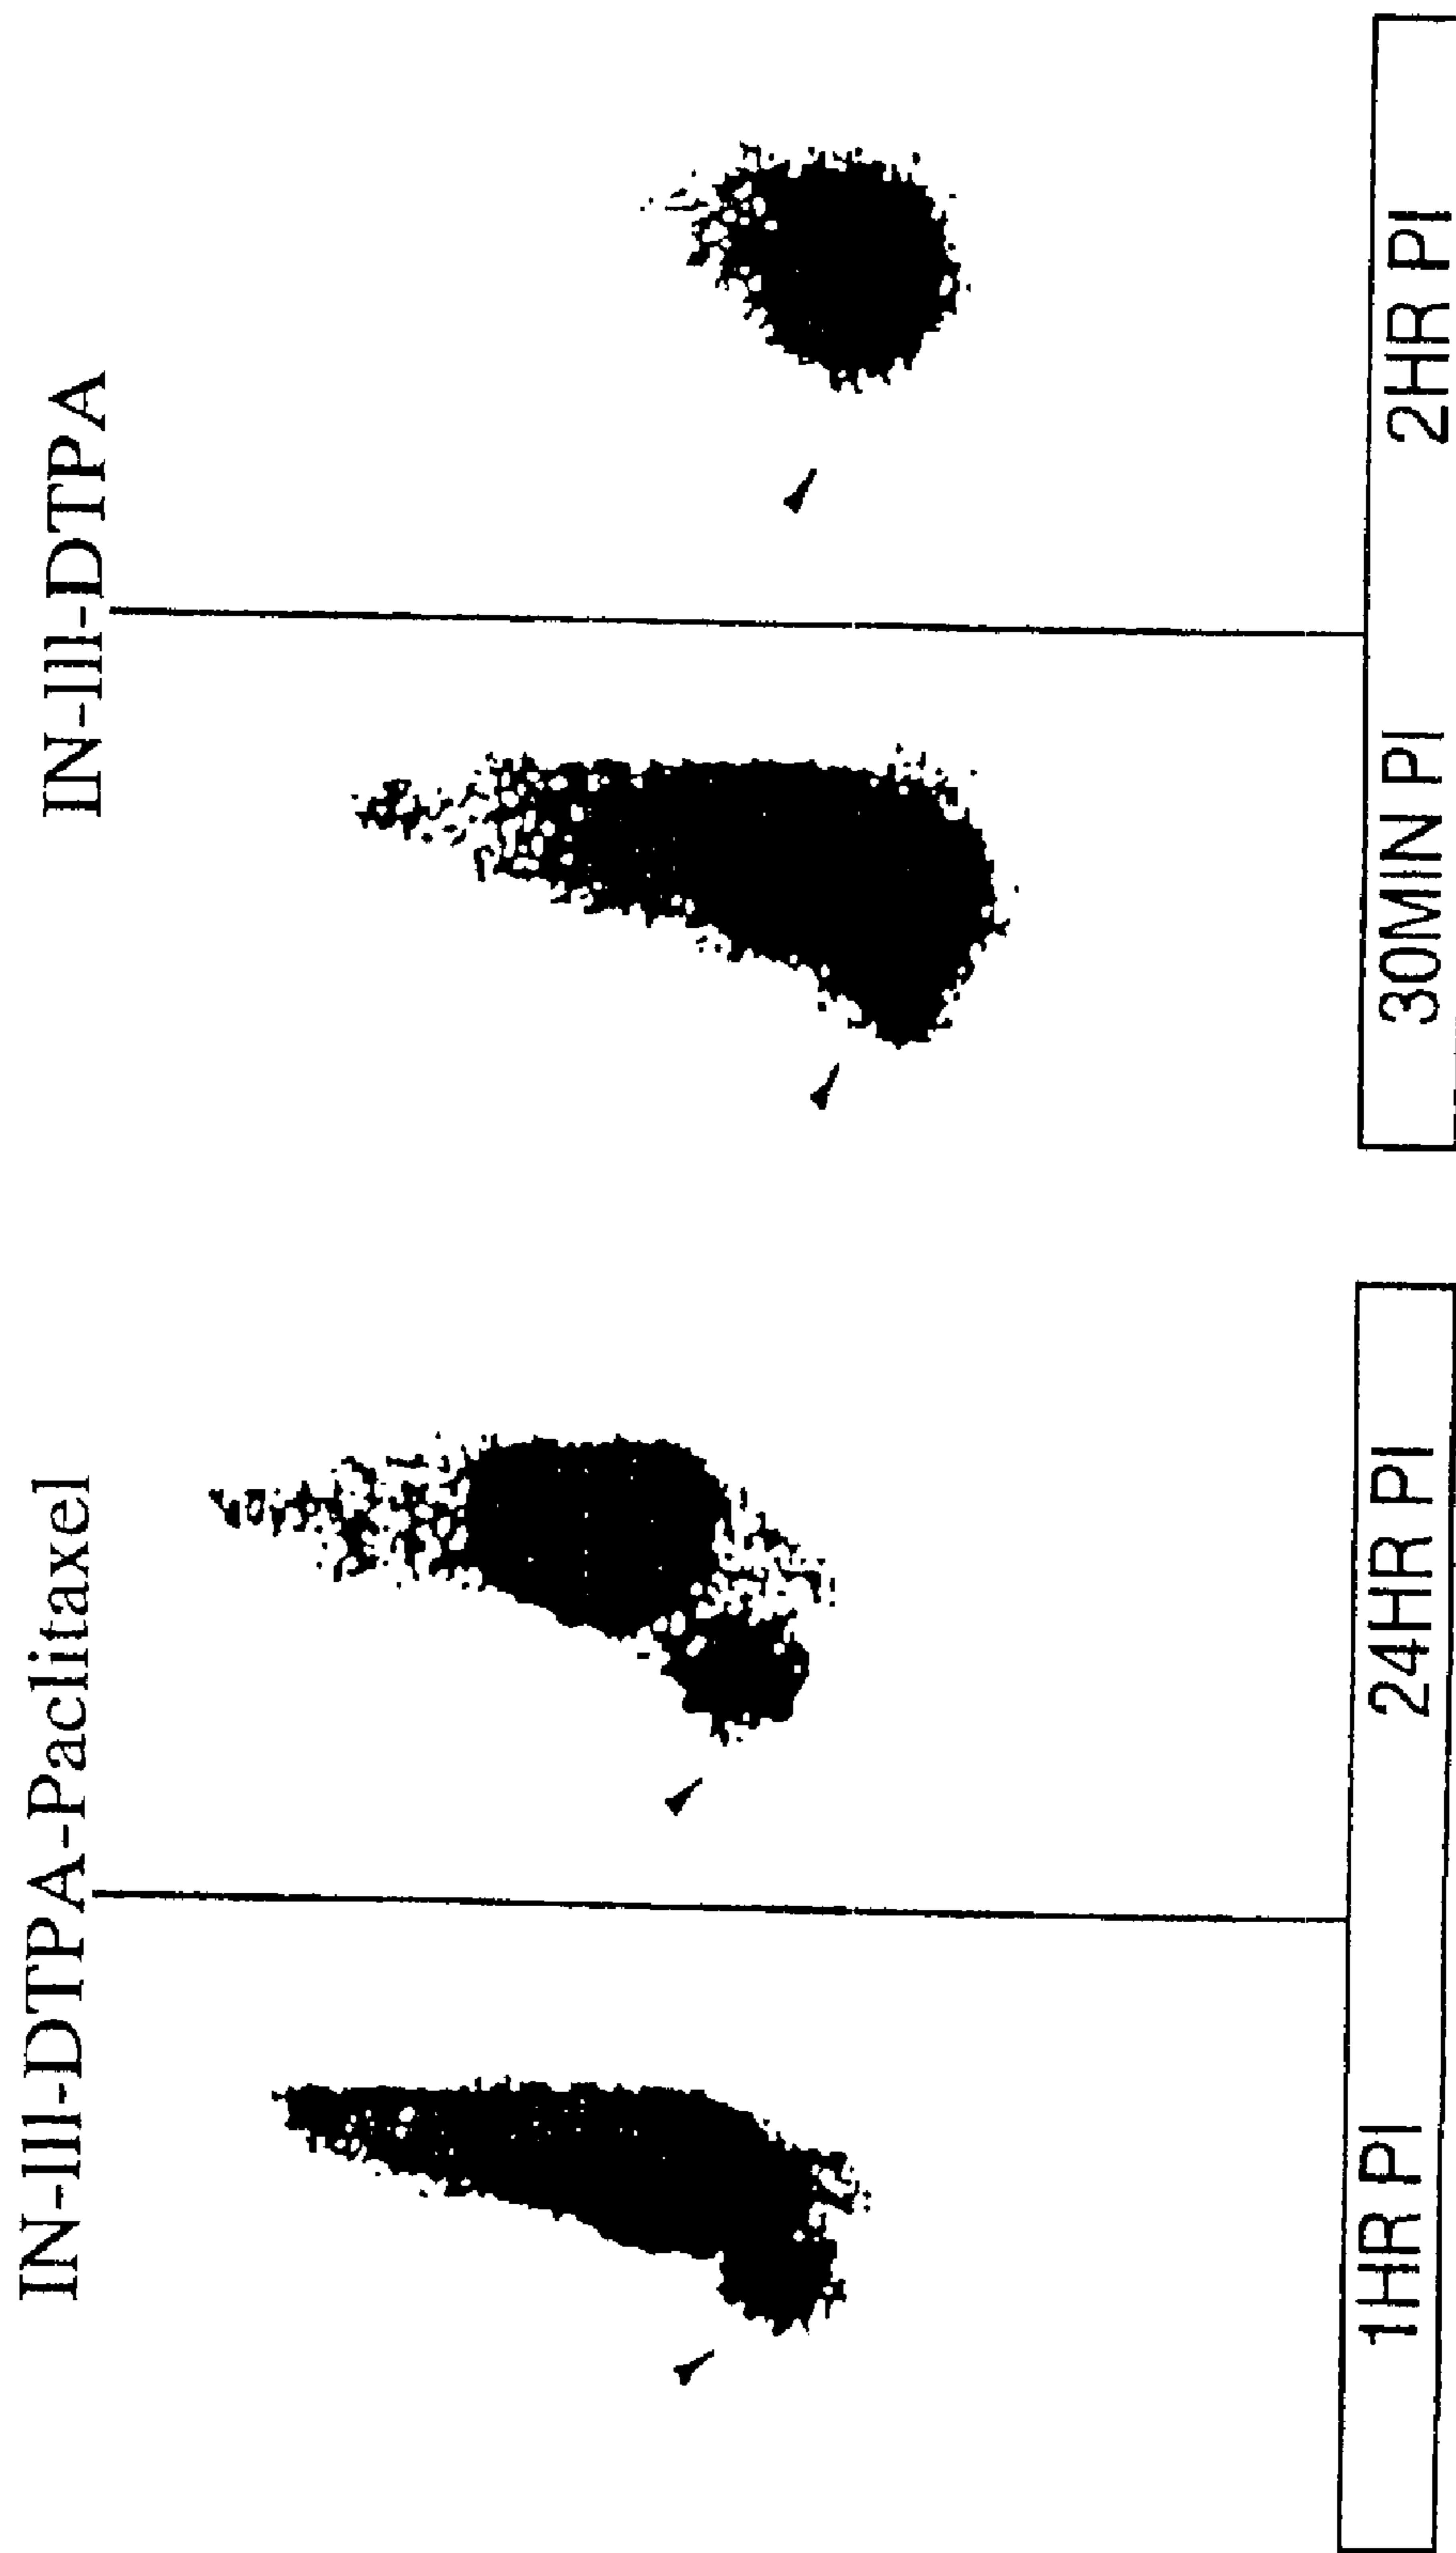 IN-111-DTPA-Paclitaxel
1HR PI
24HR PI
IN-111-DTPA
30MIN PI
2HR PI